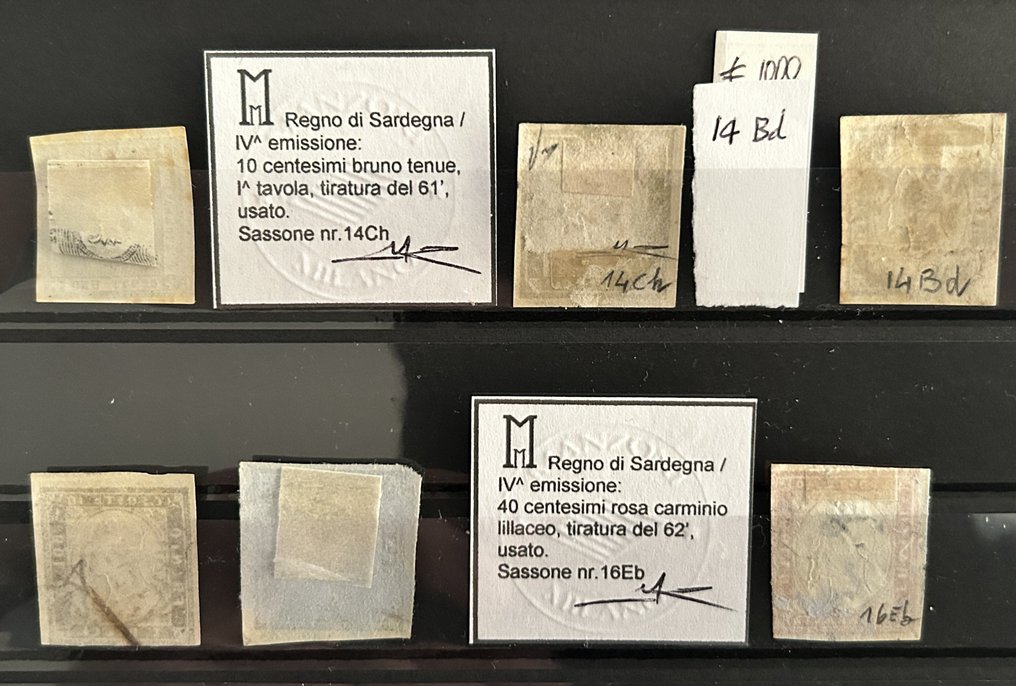 M
M Regno di Sardegna /
IV^ emissione:
10 centesimi bruno tenue,
I^ tavola, tiratura del 61',
usato.
Sassone nr.14Ch
14Ch
€ 1000
14 Bd
14 Bd
M
M Regno di Sardegna /
IV^ emissione:
40 centesimi rosa carminio
lillaceo, tiratura del 62',
usato.
Sassone nr.16Eb
16Eb